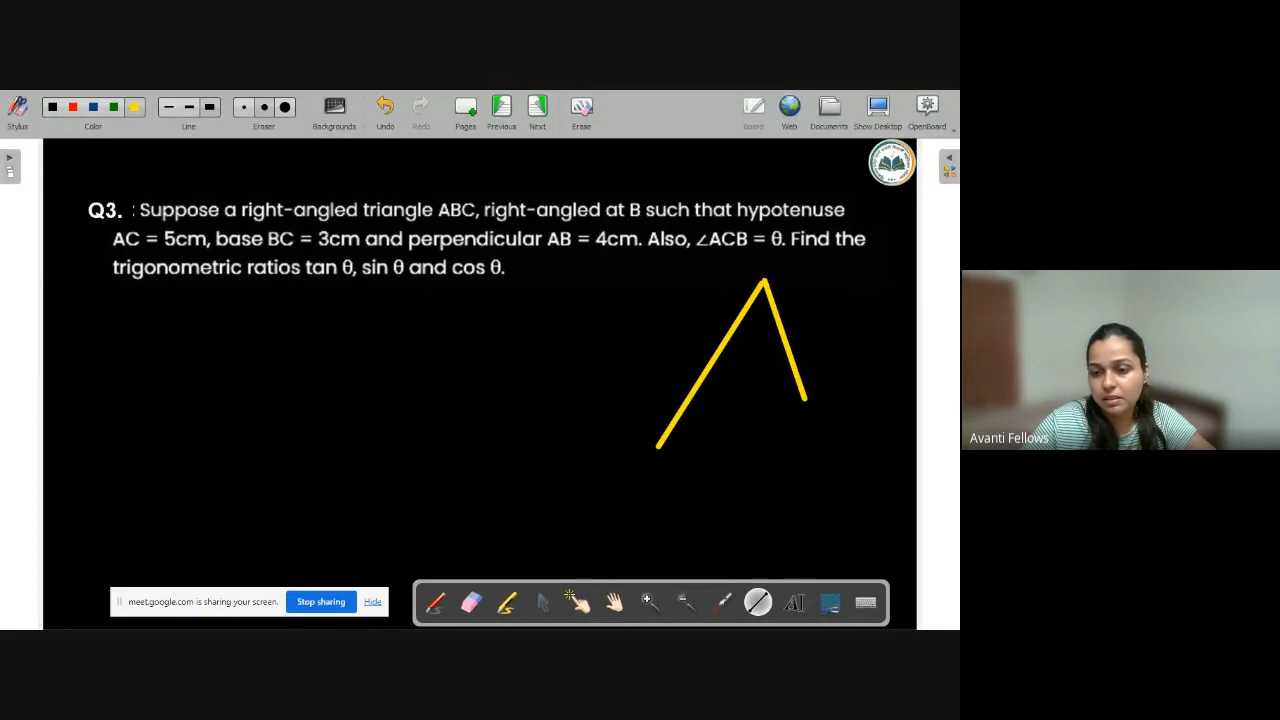 Stylus
Color
Line
Eraser
Backgrounds
Undo
Redo
Pages
Previous
Next
Erase
Board
Web
Documents
Show Desktop
OpenBoard
Q3. : Suppose a right-angled triangle ABC, right-angled at B such that hypotenuse
AC = 5cm, base BC = 3cm and perpendicular AB = 4cm. Also, ∠ACB = θ. Find the
trigonometric ratios tan θ, sin θ and cos θ.
Avanti Fellows
meet.google.com is sharing your screen. Stop sharing Hide
AI